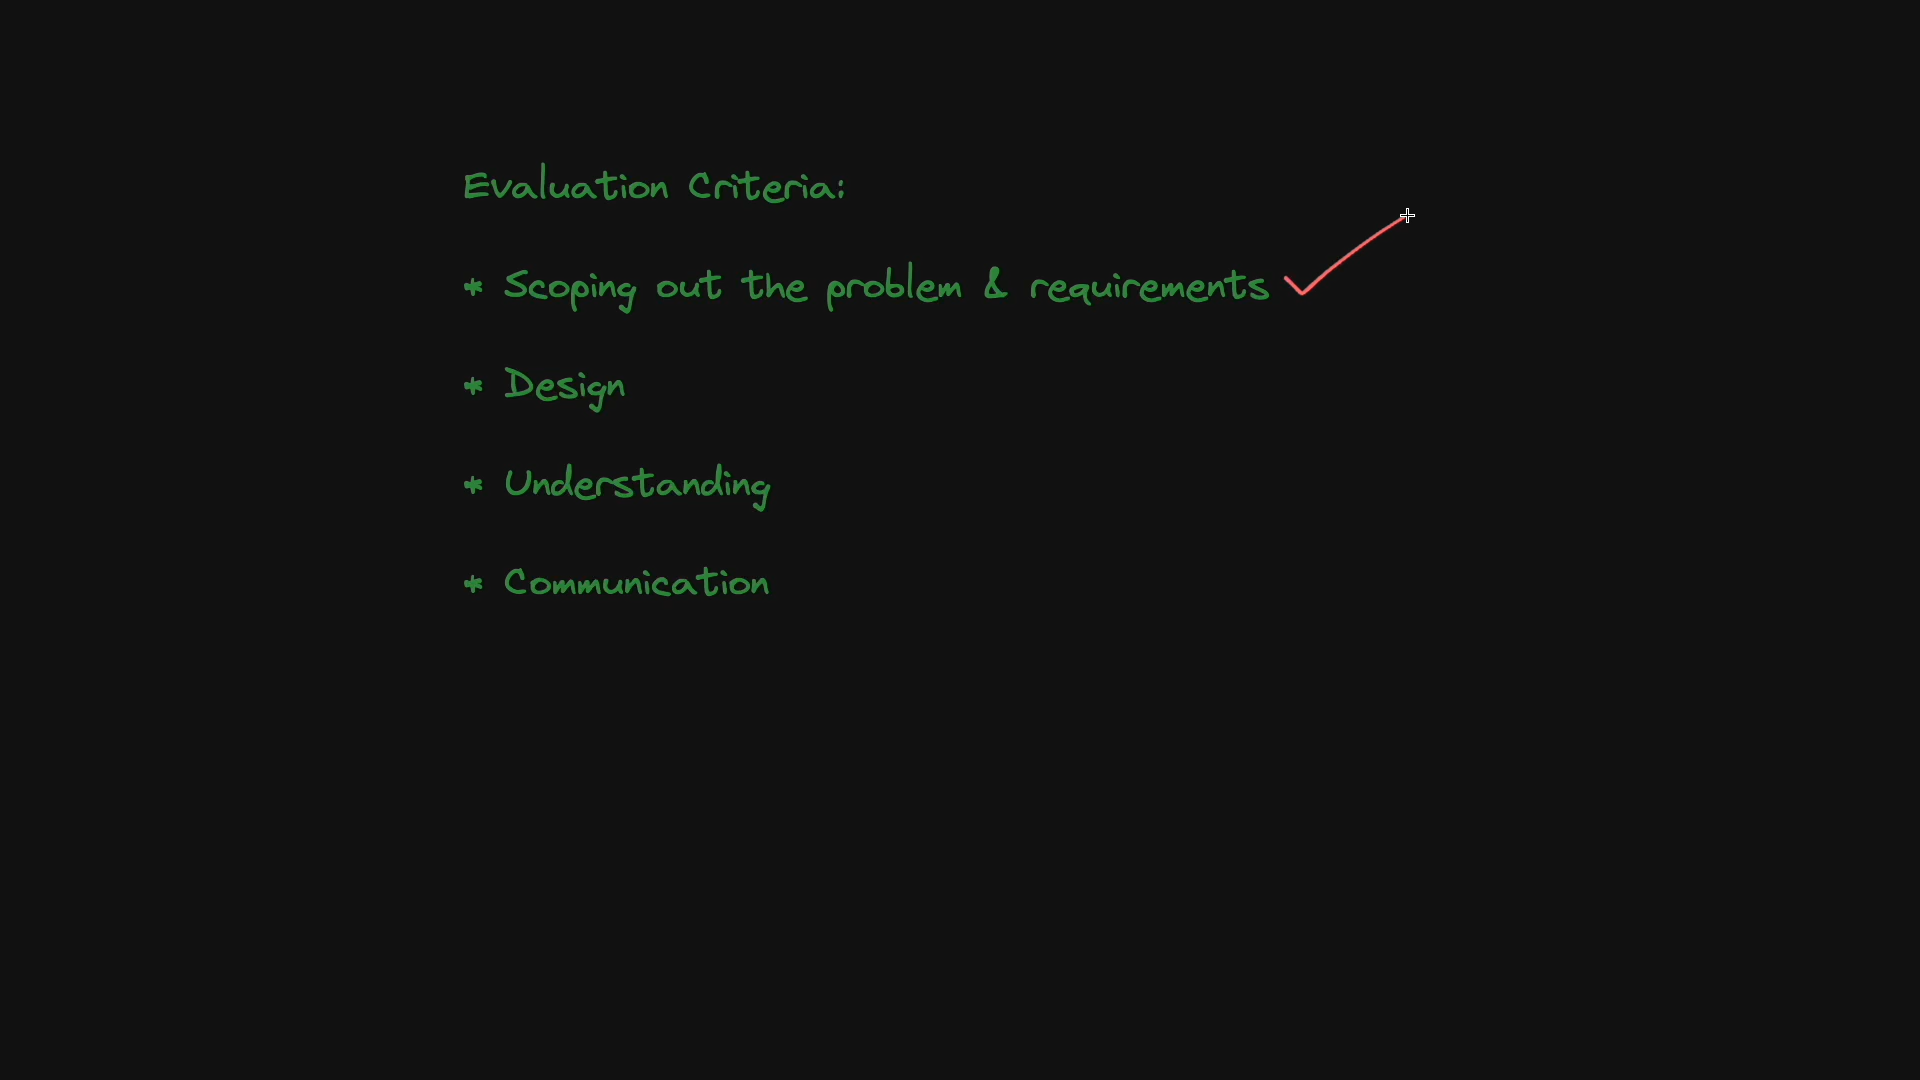 Evaluation Criteria:
* Scoping out the problem & requirements
* Design
* Understanding
* Communication